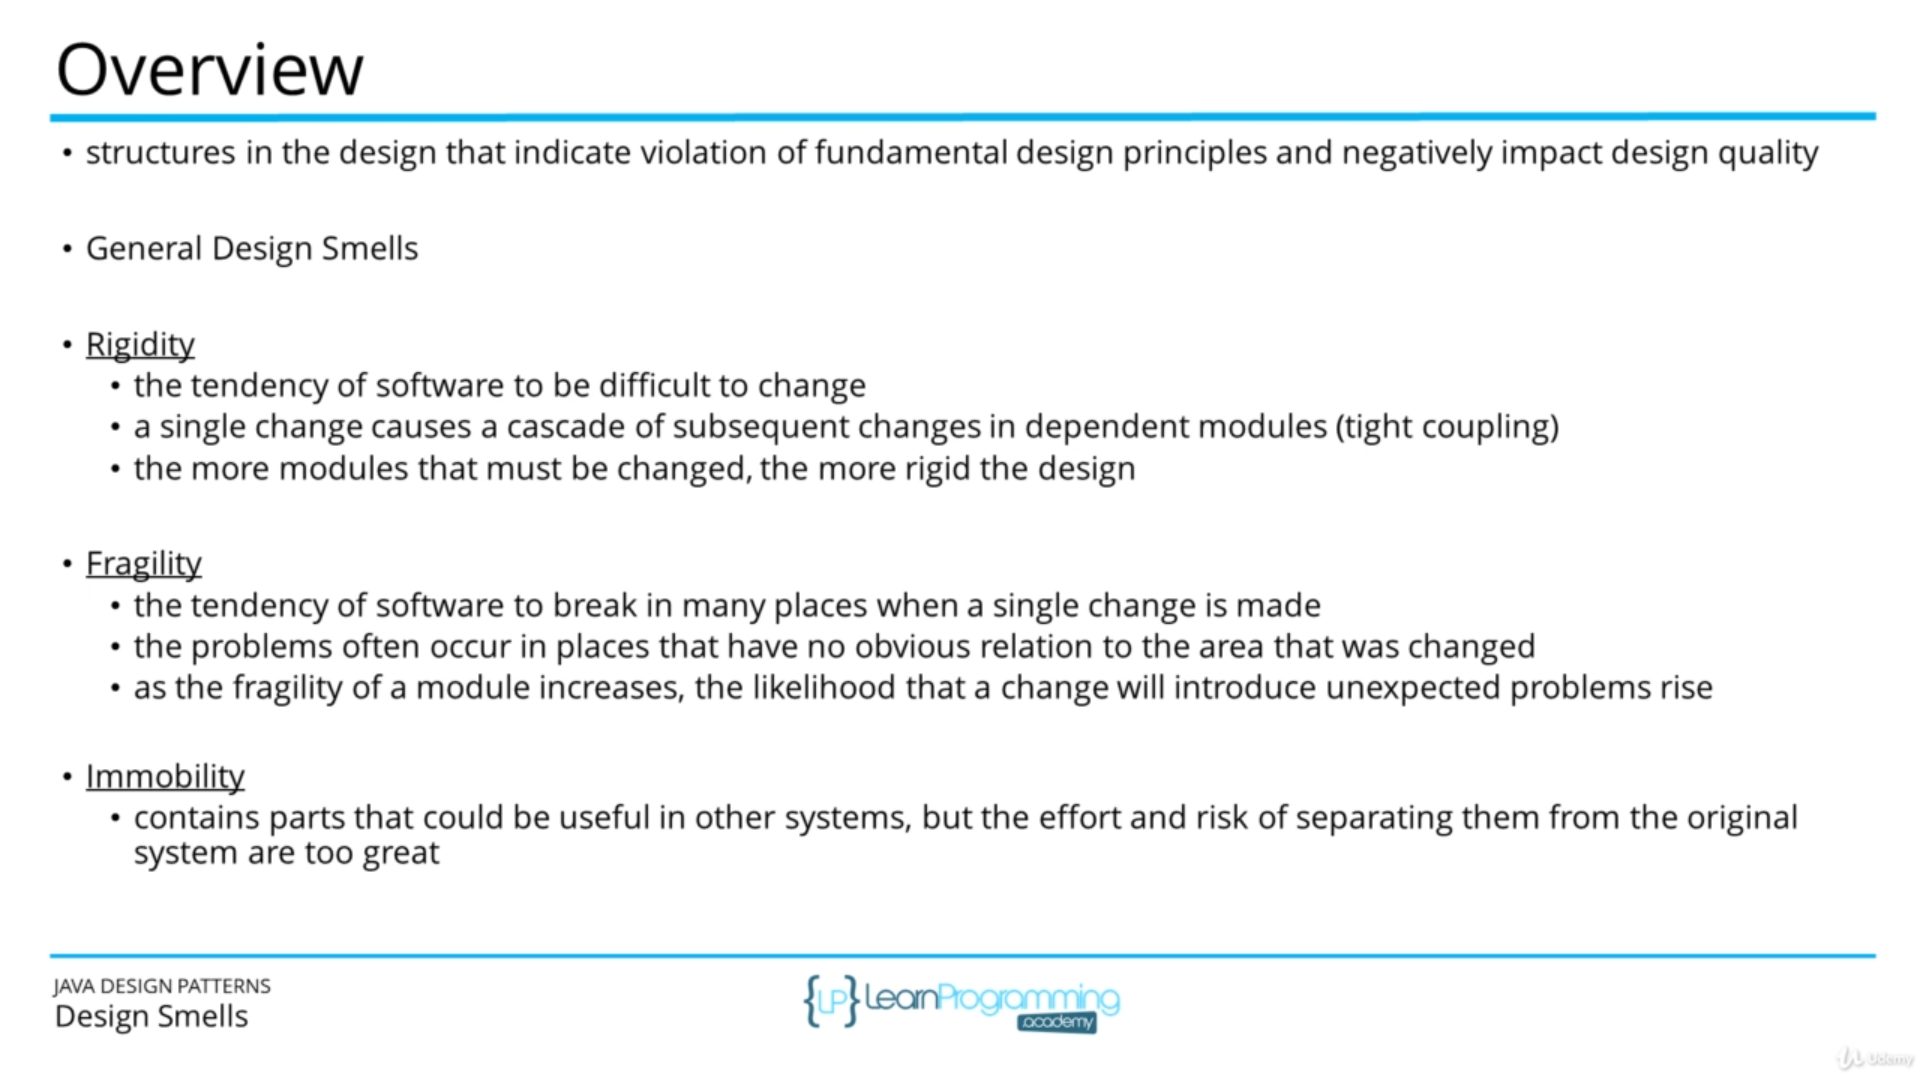 Overview
• structures in the design that indicate violation of fundamental design principles and negatively impact design quality
• General Design Smells
• Rigidity
• the tendency of software to be difficult to change
• a single change causes a cascade of subsequent changes in dependent modules (tight coupling)
• the more modules that must be changed, the more rigid the design
• Fragility
• the tendency of software to break in many places when a single change is made
• the problems often occur in places that have no obvious relation to the area that was changed
• as the fragility of a module increases, the likelihood that a change will introduce unexpected problems rise
• Immobility
• contains parts that could be useful in other systems, but the effort and risk of separating them from the original
system are too great
JAVA DESIGN PATTERNS
Design Smells
{LP} LearnProgramming
academy
Udemy